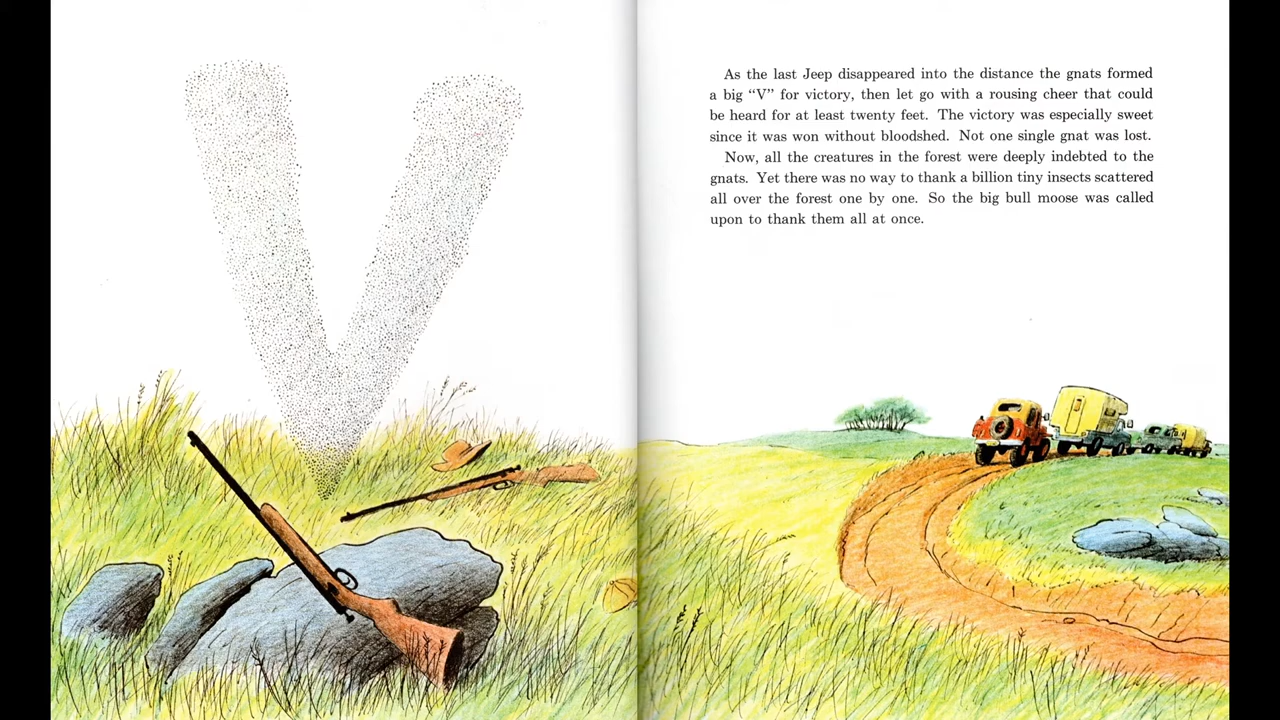 As the last Jeep disappeared into the distance the gnats formed
a big “V” for victory, then let go with a rousing cheer that could
be heard for at least twenty feet. The victory was especially sweet
since it was won without bloodshed. Not one single gnat was lost.
Now, all the creatures in the forest were deeply indebted to the
gnats. Yet there was no way to thank a billion tiny insects scattered
all over the forest one by one. So the big bull moose was called
upon to thank them all at once.